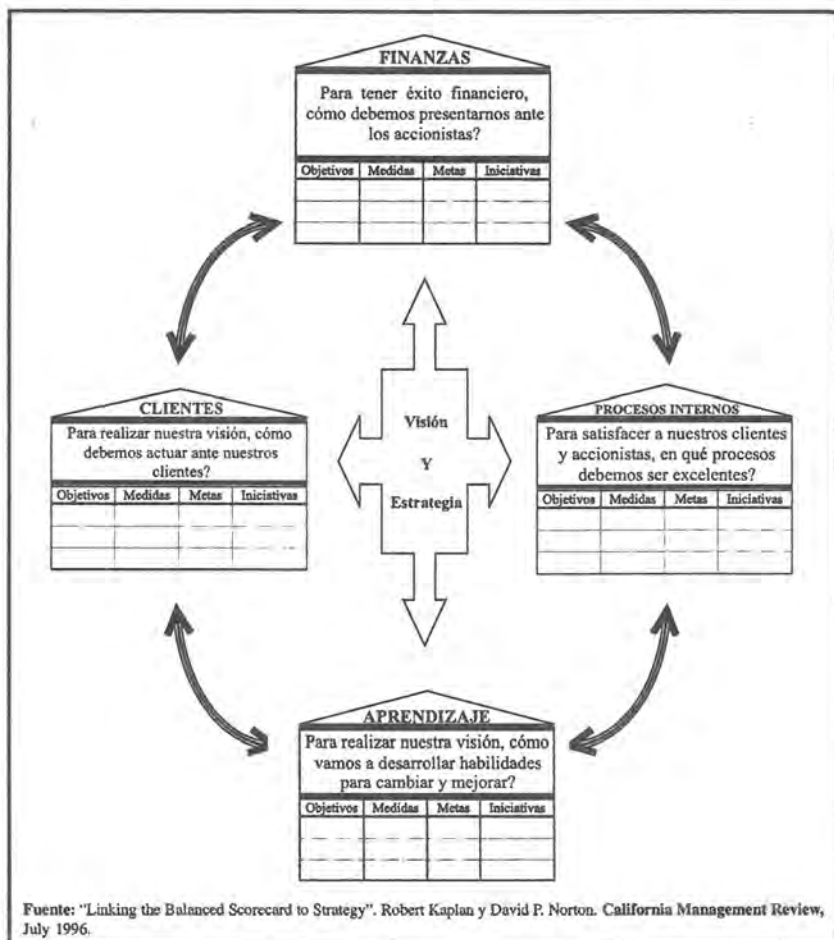 FINANZAS
Para tener éxito financiero,
cómo debemos presentarnos ante
los accionistas?
Objetivos Medidas Metas Iniciativas
CLIENTES
Para realizar nuestra visión, cómo
debemos actuar ante nuestros
clientes?
Objetivos Medidas Metas Iniciativas
Visión
Y
Estrategia
PROCESOS INTERNOS
Para satisfacer a nuestros clientes
y accionistas, en qué procesos
debemos ser excelentes?
Objetivos Medidas Metas Iniciativas
APRENDIZAJE
Para realizar nuestra visión, cómo
vamos a desarrollar habilidades
para cambiar y mejorar?
Objetivos Medidas Metas Iniciativas
Fuente: "Linking the Balanced Scorecard to Strategy". Robert Kaplan y David P. Norton. California Management Review,
July 1996.